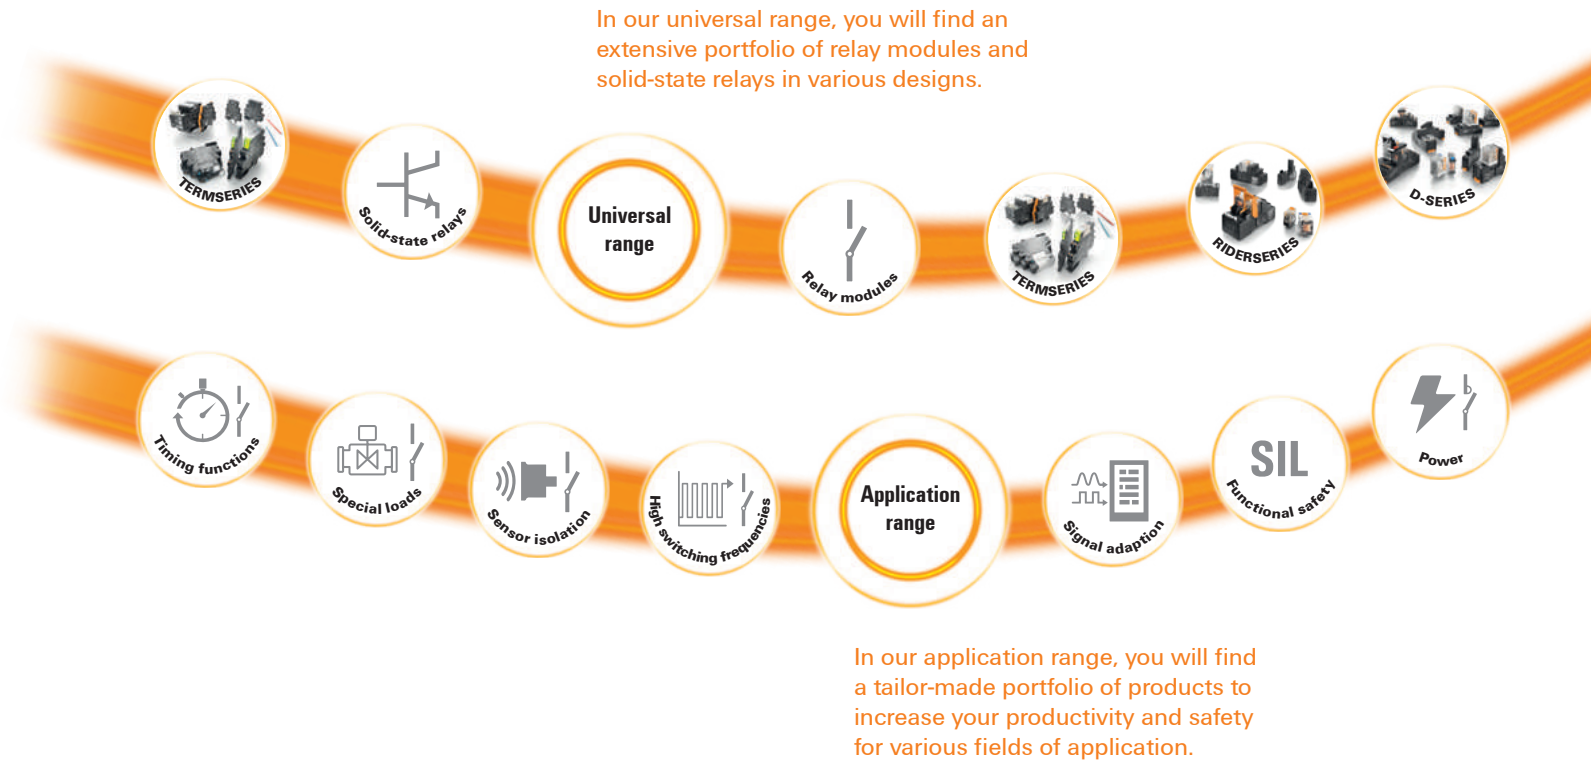 In our universal range, you will find an
extensive portfolio of relay modules and
solid-state relays in various designs.
TERMSERIES
Solid-state relays
Universal
range
Relay modules
TERMSERIES
RIDERSERIES
D-SERIES
Timing functions
Special loads
Sensor isolation
High switching frequencies
Application
range
Signal adaption
SIL
Functional safety
Power
In our application range, you will find
a tailor-made portfolio of products to
increase your productivity and safety
for various fields of application.